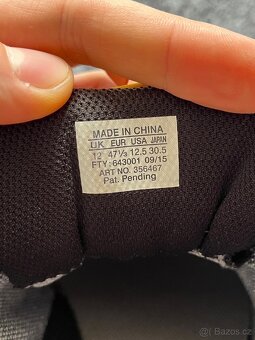 MADE IN CHINA
UK EUR USA JAPAN
12 47⅓ 12.5 30.5
FTY: 643001 09/15
ART NO. 356467
Pat. Pending
sbazar.cz